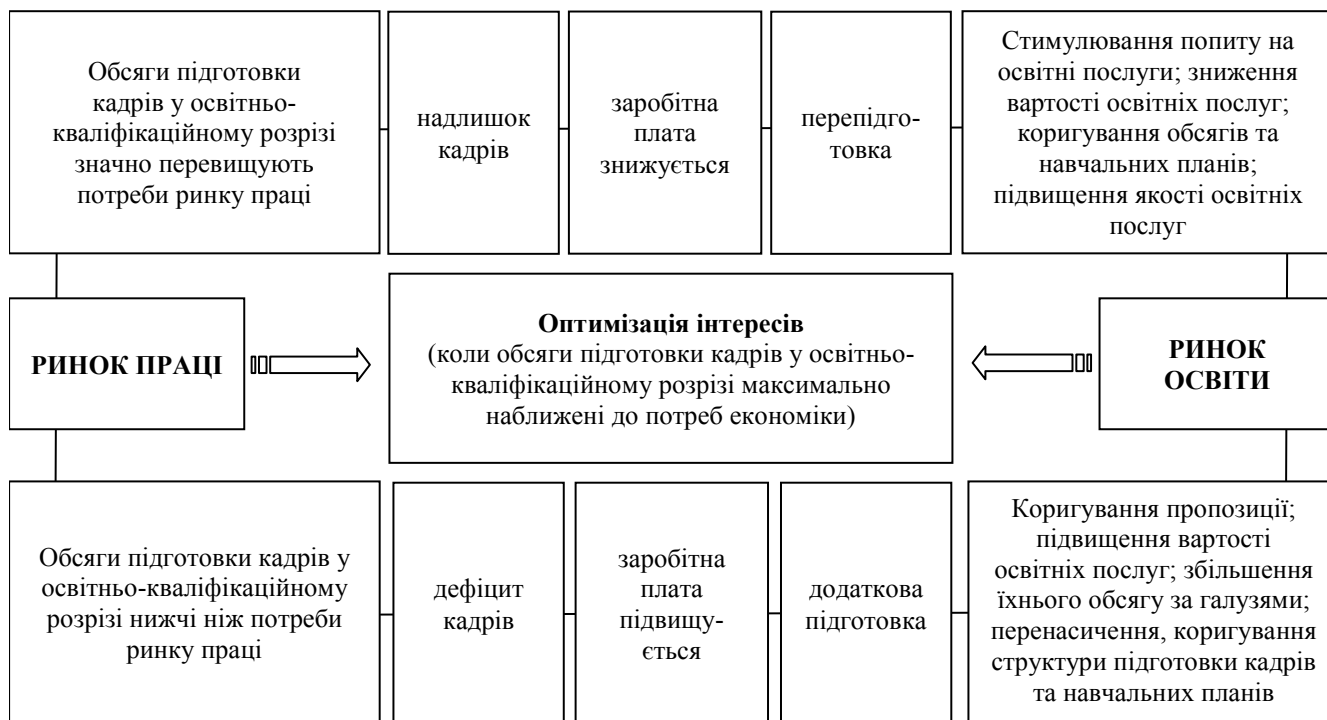 Обсяги підготовки
кадрів у освітньо-
кваліфікаційному розрізі
значно перевищують
потреби ринку праці
надлишок
кадрів
заробітна
плата
знижується
перепідго-
товка
Стимулювання попиту на
освітні послуги; зниження
вартості освітніх послуг;
коригування обсягів та
навчальних планів;
підвищення якості освітніх
послуг
РИНОК ПРАЦІ
Оптимізація інтересів
(коли обсяги підготовки кадрів у освітньо-
кваліфікаційному розрізі максимально
наближені до потреб економіки)
РИНОК
ОСВІТИ
Обсяги підготовки кадрів у
освітньо-кваліфікаційному
розрізі нижчі ніж потреби
ринку праці
дефіцит
кадрів
заробітна
плата
підвищу-
ється
додаткова
підготовка
Коригування пропозиції;
підвищення вартості
освітніх послуг; збільшення
їхнього обсягу за галузями;
перенасичення, коригування
структури підготовки кадрів
та навчальних планів